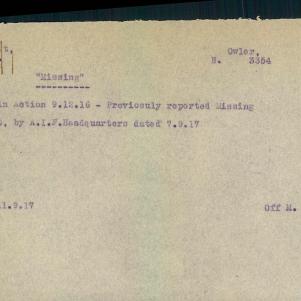 t,
Owler,
N. 3354
"Missing"
in Action 9.12.16 - Previously reported Missing
by A.I.F.Headquarters dated 7.9.17
1.9.17
Off M.